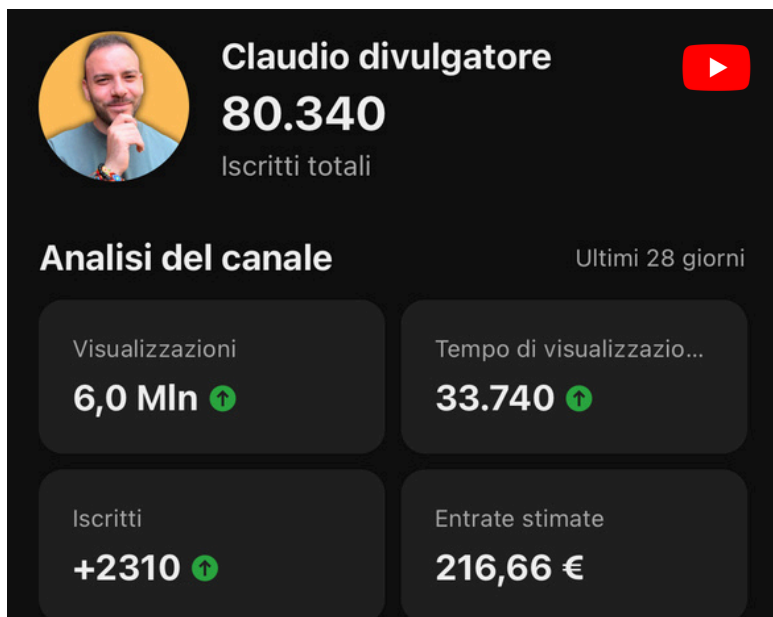 Claudio divulgatore
80.340
Iscritti totali
Analisi del canale
Ultimi 28 giorni
Visualizzazioni
6,0 Mln
Tempo di visualizzazio...
33.740
Iscritti
+2310
Entrate stimate
216,66 €